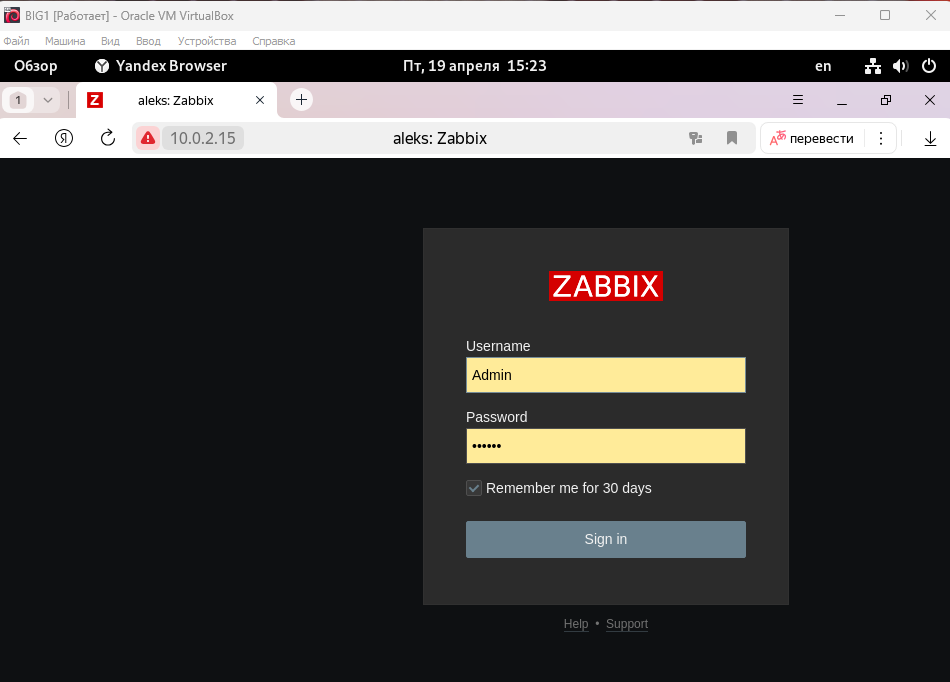 BIG1 [Работает] - Oracle VM VirtualBox
Файл Машина Вид Ввод Устройства Справка
Обзор Yandex Browser Пт, 19 апреля 15:23 en
1 Z aleks: Zabbix
Я 10.0.2.15 aleks: Zabbix перевести
ZABBIX
Username
Admin
Password
••••••
Remember me for 30 days
Sign in
Help • Support